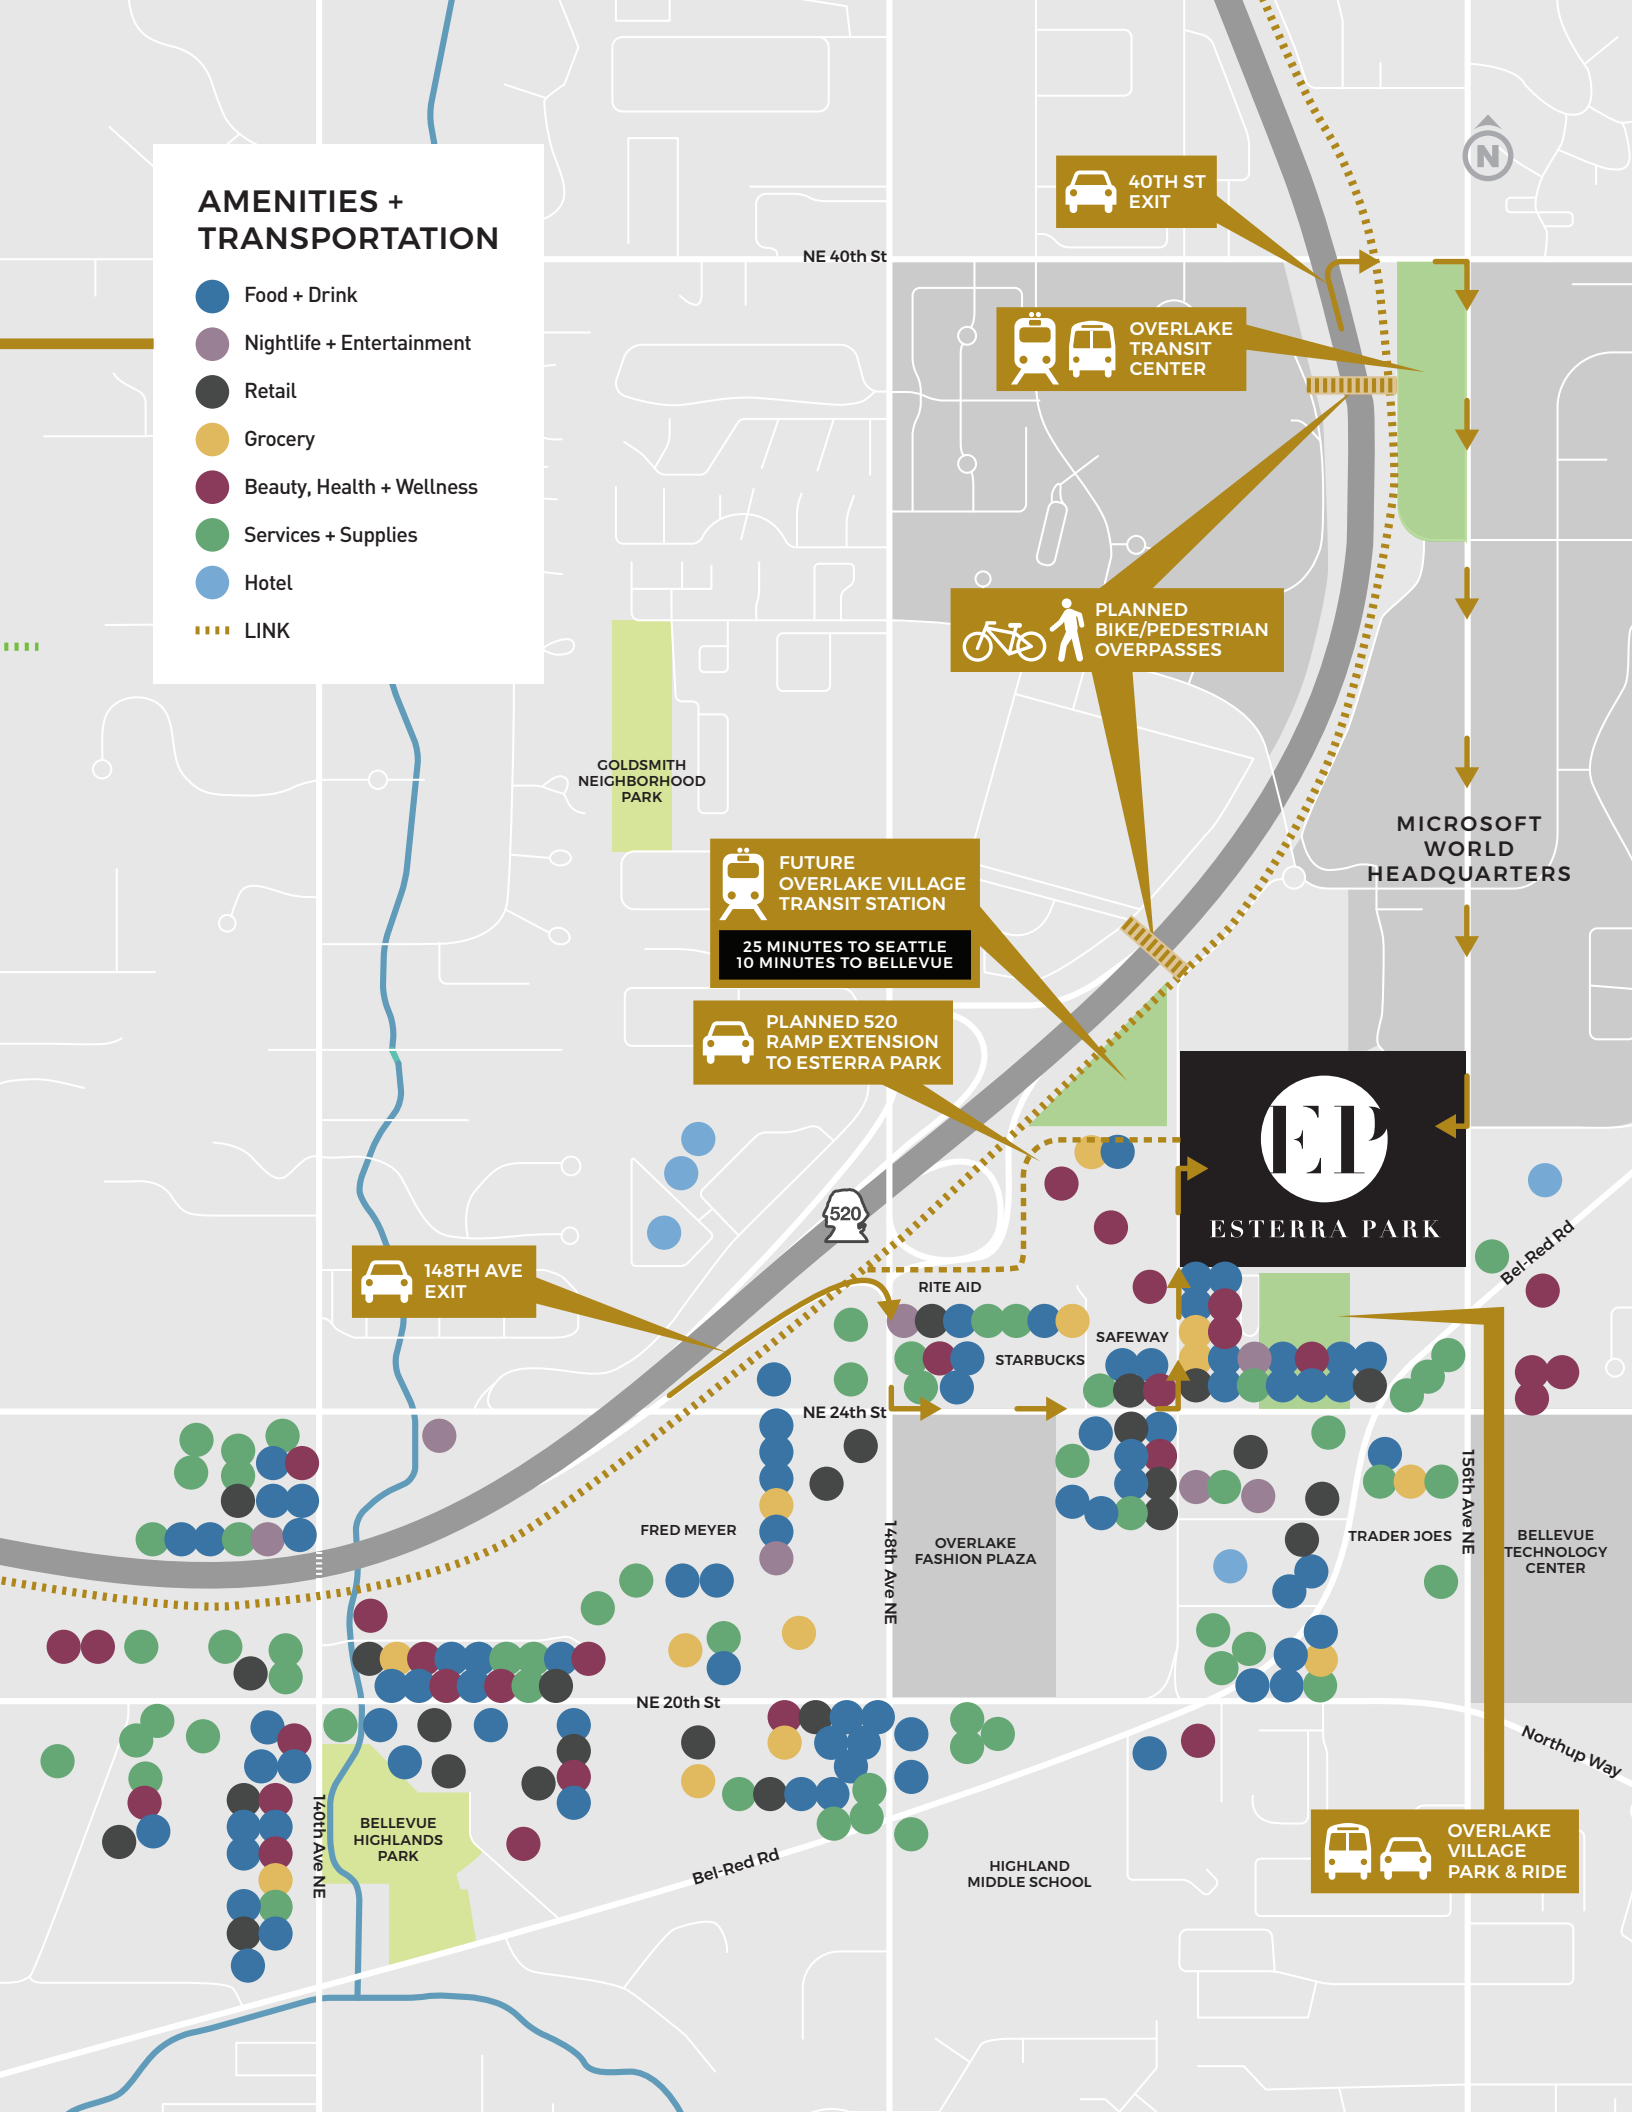 AMENITIES +
TRANSPORTATION
Food + Drink
Nightlife + Entertainment
Retail
Grocery
Beauty, Health + Wellness
Services + Supplies
Hotel
LINK
N
40TH ST
EXIT
NE 40th St
OVERLAKE
TRANSIT
CENTER
PLANNED
BIKE/PEDESTRIAN
OVERPASSES
GOLDSMITH
NEIGHBORHOOD
PARK
MICROSOFT
WORLD
HEADQUARTERS
FUTURE
OVERLAKE VILLAGE
TRANSIT STATION
25 MINUTES TO SEATTLE
10 MINUTES TO BELLEVUE
PLANNED 520
RAMP EXTENSION
TO ESTERRA PARK
EP
ESTERRA PARK
520
Bel-Red Rd
148TH AVE
EXIT
RITE AID
SAFEWAY
STARBUCKS
NE 24th St
156th Ave NE
FRED MEYER
148th Ave NE
OVERLAKE
FASHION PLAZA
TRADER JOES
BELLEVUE
TECHNOLOGY
CENTER
NE 20th St
Northup Way
140th Ave NE
BELLEVUE
HIGHLANDS
PARK
Bel-Red Rd
HIGHLAND
MIDDLE SCHOOL
OVERLAKE
VILLAGE
PARK & RIDE